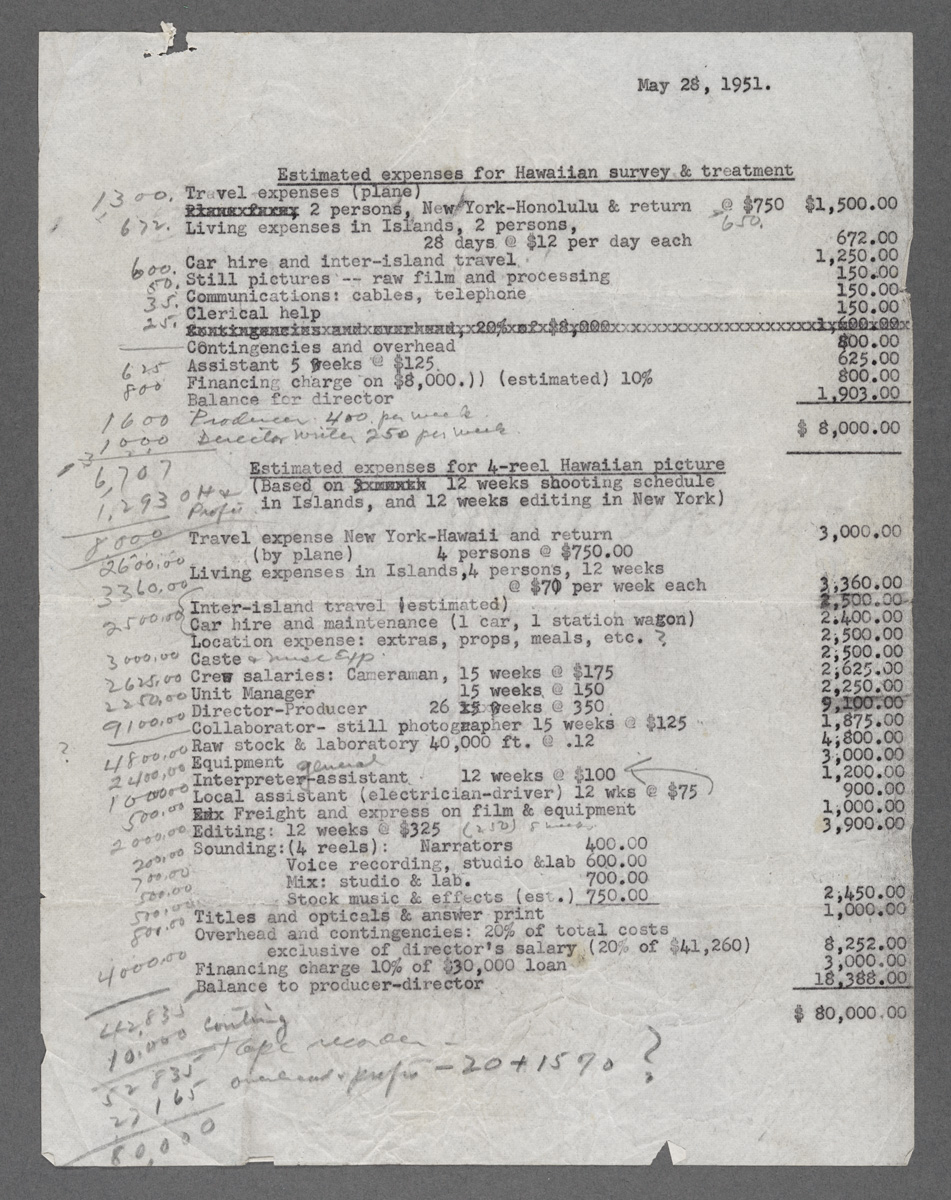 May 28, 1951.
Estimated expenses for Hawaiian survey & treatment
1300. Travel expenses (plane)
2 persons, New York-Honolulu & return @ $750 $1,500.00
650.
672. Living expenses in Islands, 2 persons,
28 days @ $12 per day each 672.00
600. Car hire and inter-island travel 1,250.00
50. Still pictures -- raw film and processing 150.00
35. Communications: cables, telephone 150.00
25. Clerical help 150.00
Contingencies and overhead, 20% of $8,000 1,600.00
Contingencies and overhead 800.00
625 Assistant 5 weeks @ $125 625.00
800 Financing charge on $8,000.)) (estimated) 10% 800.00
Balance for director 1,903.00
1600 Producer 400 per week
1,000 Director Writer 250 per week
$ 8,000.00
6,707
1,293 OH & Profit
8000
Estimated expenses for 4-reel Hawaiian picture
(Based on 12 weeks shooting schedule
in Islands, and 12 weeks editing in New York)
Travel expense New York-Hawaii and return 3,000.00
2600.00 (by plane) 4 persons @ $750.00
3360.00 Living expenses in Islands,4 persons, 12 weeks
@ $70 per week each 3,360.00
2500.00 Inter-island travel (estimated) 2,500.00
Car hire and maintenance (1 car, 1 station wagon) 2.400.00
Location expense: extras, props, meals, etc. ? 2,500.00
3000.00 Caste & misc Exp. 2,500.00
2625.00 Crew salaries: Cameraman, 15 weeks @ $175 2,625.00
2250.00 Unit Manager 15 weeks @ 150 2,250.00
9100.00 Director-Producer 26 weeks @ 350 9,100.00
Collaborator- still photographer 15 weeks @ $125 1,875.00
? 4800.00 Raw stock & laboratory 40,000 ft. @ .12 4,800.00
2400.00 Equipment general 3,000.00
Interpreter-assistant 12 weeks @ $100 1,200.00
500.00 Local assistant (electrician-driver) 12 wks @ $75 900.00
Freight and express on film & equipment 1,000.00
2000.00 Editing: 12 weeks @ $325 (250) 3,900.00
200.00 Sounding:(4 reels): Narrators 400.00
700.00 Voice recording, studio &lab 600.00
500.00 Mix: studio & lab. 700.00
500.00 Stock music & effects (est.) 750.00 2,450.00
800.00 Titles and opticals & answer print 1,000.00
Overhead and contingencies: 20% of total costs
4000.00 exclusive of director's salary (20% of $41,260) 8,252.00
Financing charge 10% of $30,000 loan 3,000.00
Balance to producer-director 18,388.00
$ 80,000.00
42,835
10,000 Conting
tape recorder -
52 835
overhead & profit - 20 + 15 70 ?
27 165
80,000